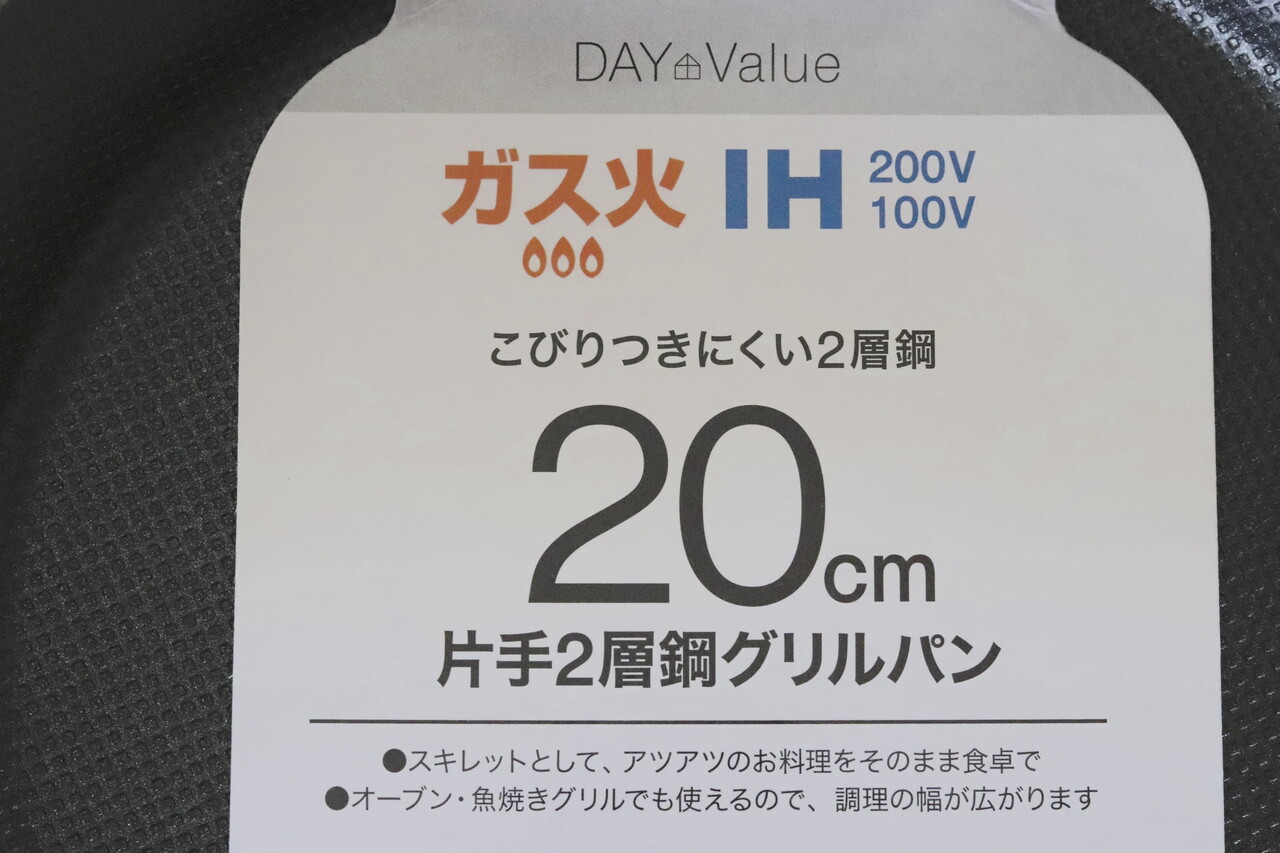 DAY Value
ガス火 IH 200V 100V
こびりつきにくい2層鋼
20cm
片手2層鋼グリルパン
●スキレットとして、アツアツのお料理をそのまま食卓で
●オーブン・魚焼きグリルでも使えるので、調理の幅が広がります